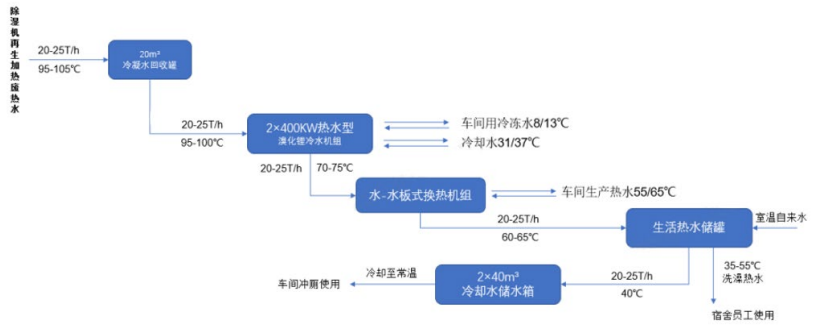 除湿机再生加热废热水
20-25T/h
95-105℃
20m³
冷凝水回收罐
20-25T/h
95-100℃
2×400KW热水型
溴化锂冷水机组
车间用冷冻水8/13℃
冷却水31/37℃
20-25T/h
70-75℃
水-水板式换热机组
车间生产热水55/65℃
20-25T/h
60-65℃
生活热水储罐
室温自来水
35-55℃
洗澡热水
宿舍员工使用
20-25T/h
40℃
2×40m³
冷却水储水箱
冷却至常温
车间冲厕使用